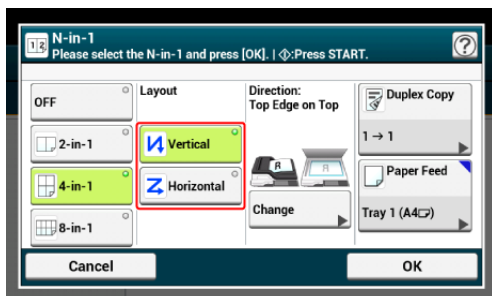 N-in-1
Please select the N-in-1 and press [OK]. | :Press START.
?
OFF
2-in-1
4-in-1
8-in-1
Layout
Vertical
Horizontal
Direction:
Top Edge on Top
R R
Change
Duplex Copy
1→1
Paper Feed
Tray 1 (A4)
Cancel
OK